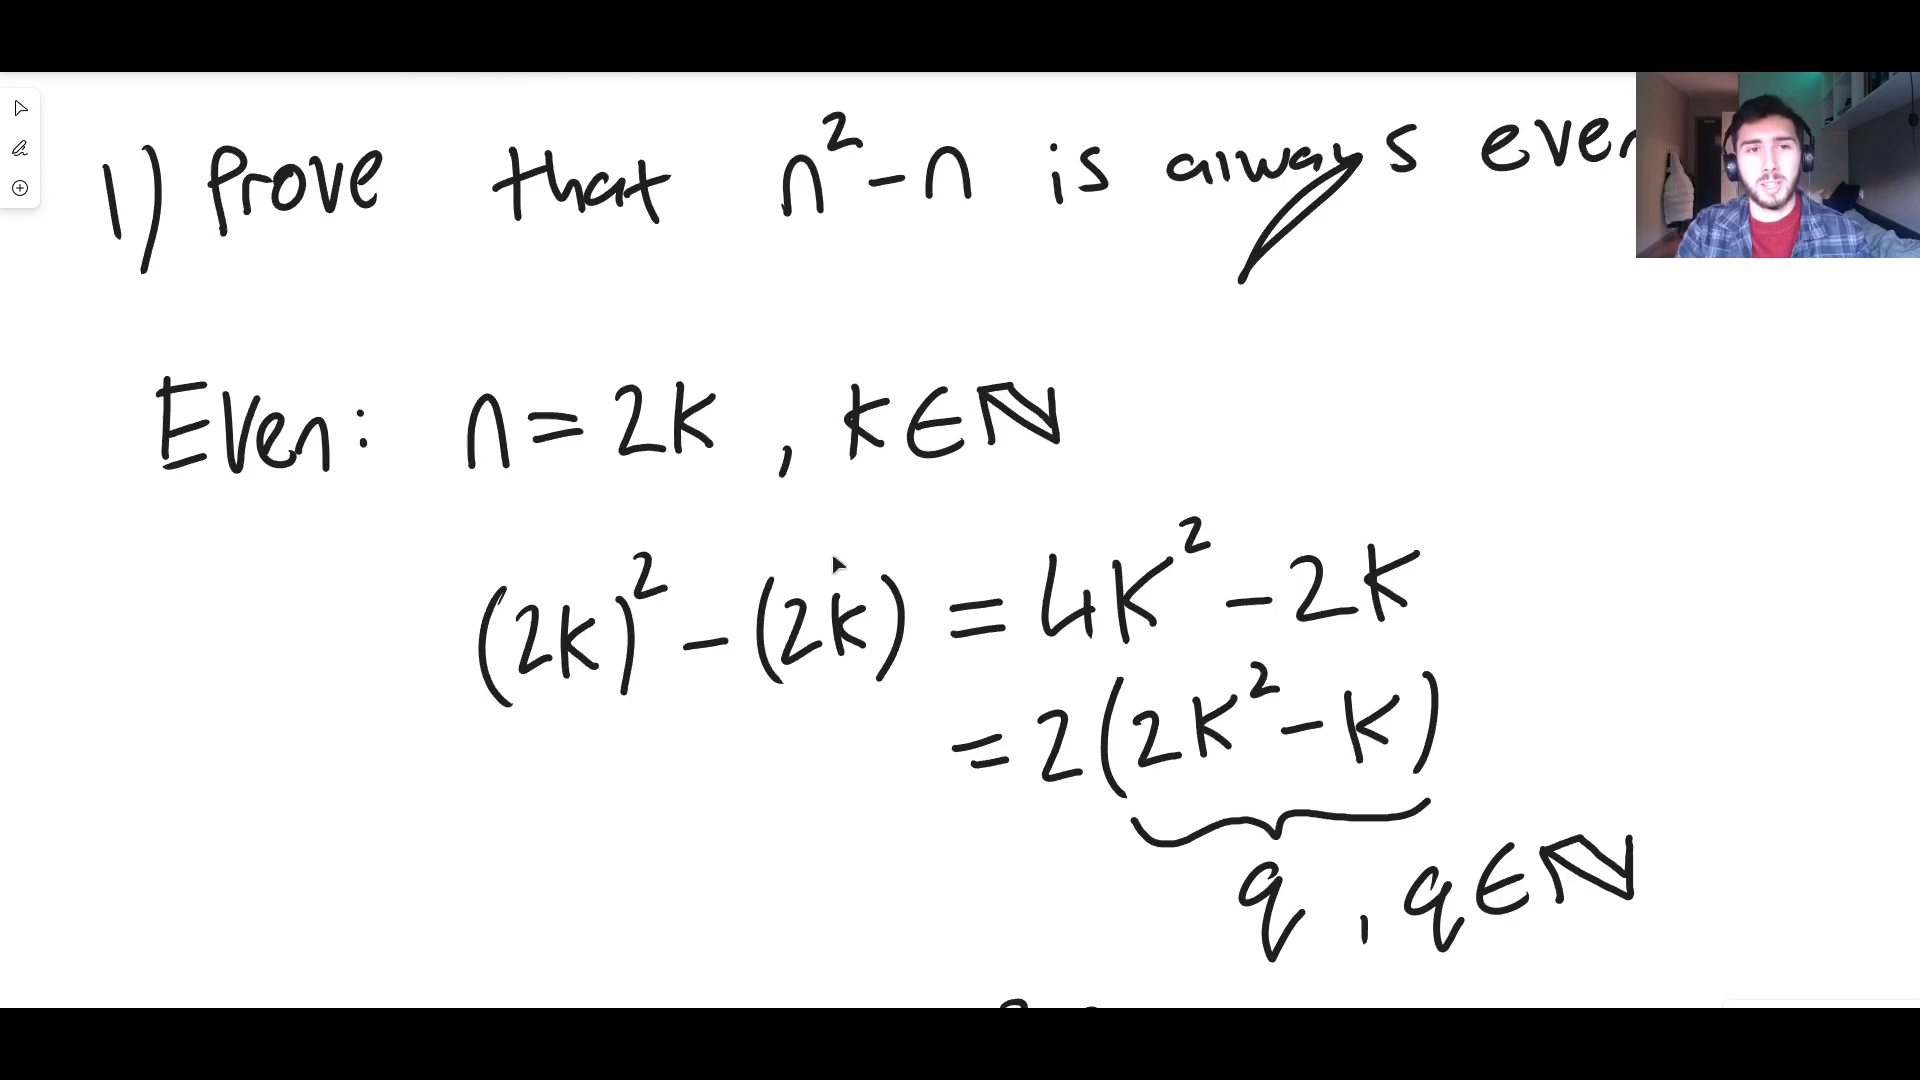 1) Prove that n² - n is always even
Even: n = 2k , k ∈ ℕ
(2k)² - (2k) = 4k² - 2k
= 2(2k² - k)
q , q ∈ ℕ